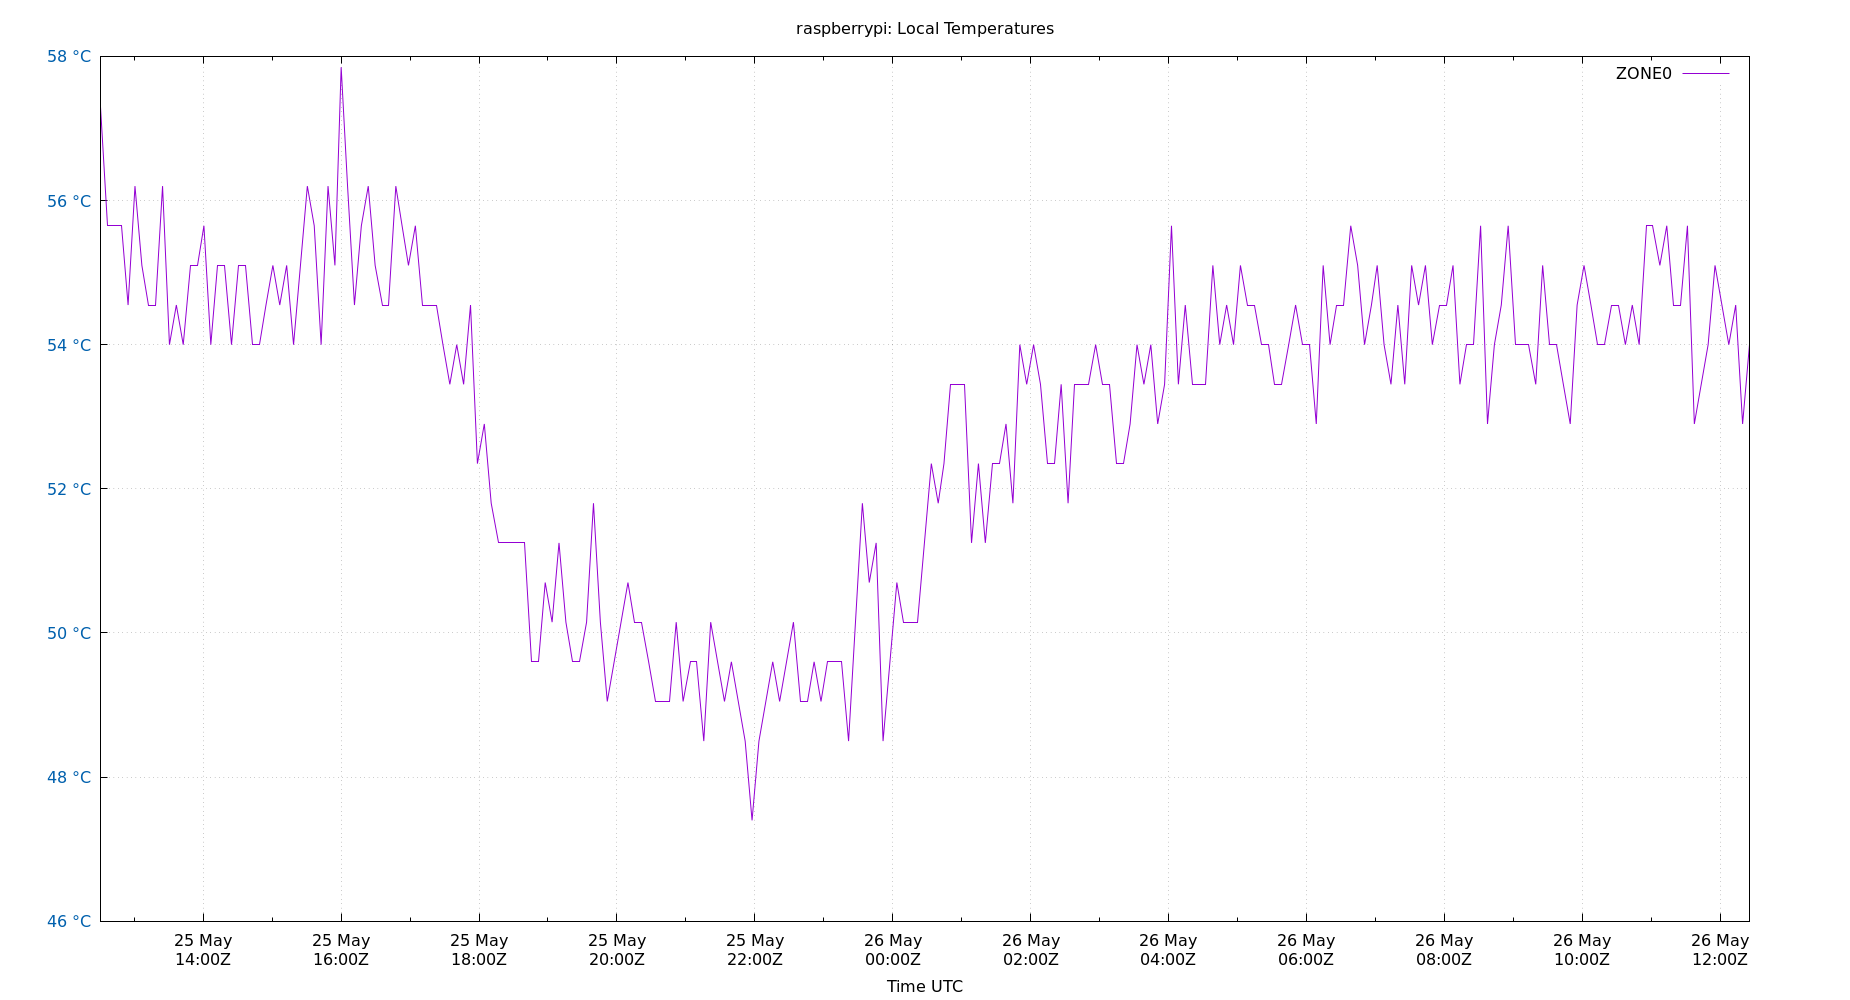 raspberrypi: Local Temperatures
58 °C
ZONE0
56 °C
54 °C
52 °C
50 °C
48 °C
46 °C
25 May 25 May 25 May 25 May 25 May 26 May 26 May 26 May 26 May 26 May 26 May 26 May
14:00Z 16:00Z 18:00Z 20:00Z 22:00Z 00:00Z 02:00Z 04:00Z 06:00Z 08:00Z 10:00Z 12:00Z
Time UTC